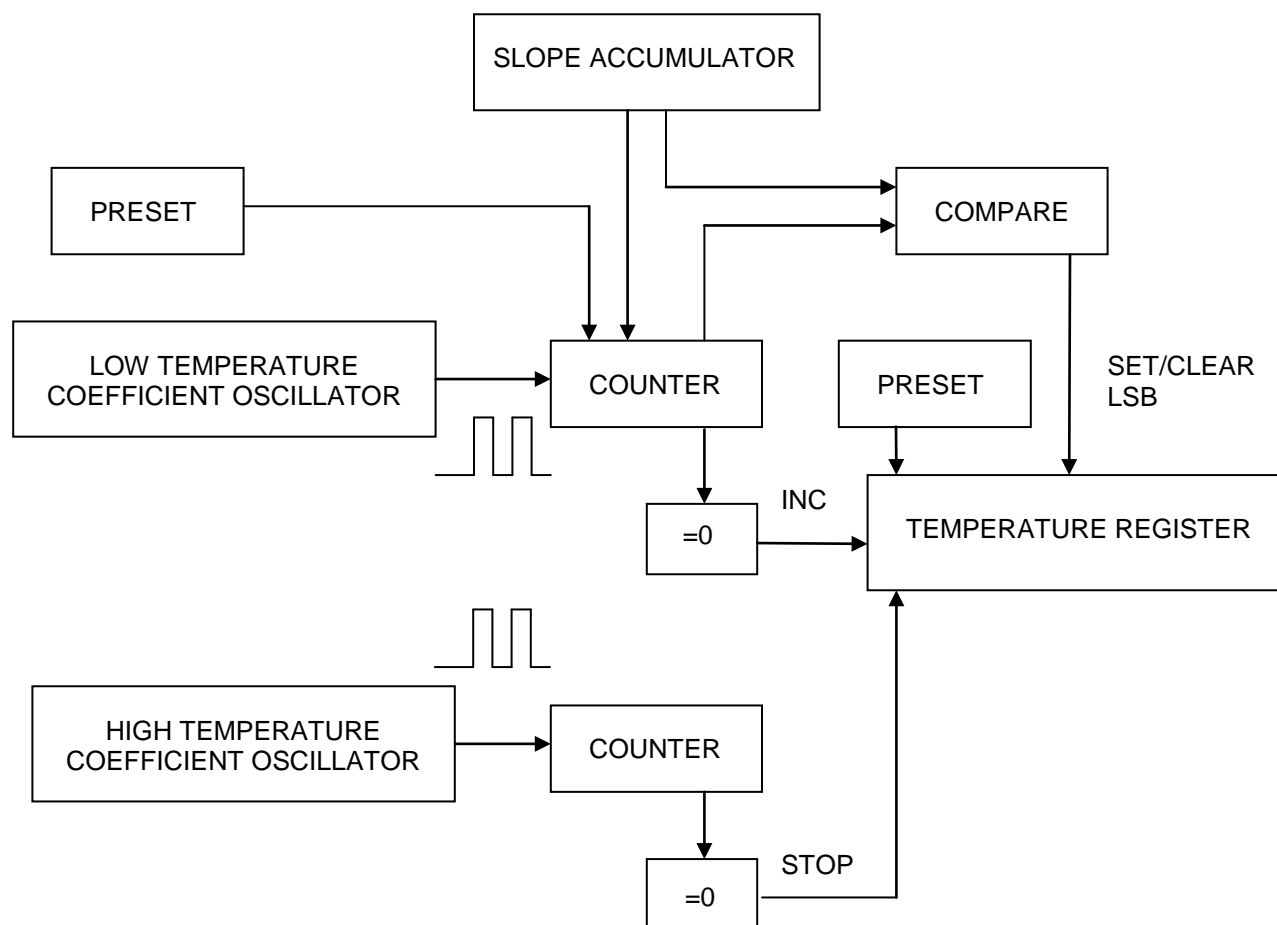 SLOPE ACCUMULATOR
PRESET
COMPARE
LOW TEMPERATURE
COEFFICIENT OSCILLATOR
COUNTER
PRESET
SET/CLEAR
LSB
INC
=0
TEMPERATURE REGISTER
HIGH TEMPERATURE
COEFFICIENT OSCILLATOR
COUNTER
STOP
=0